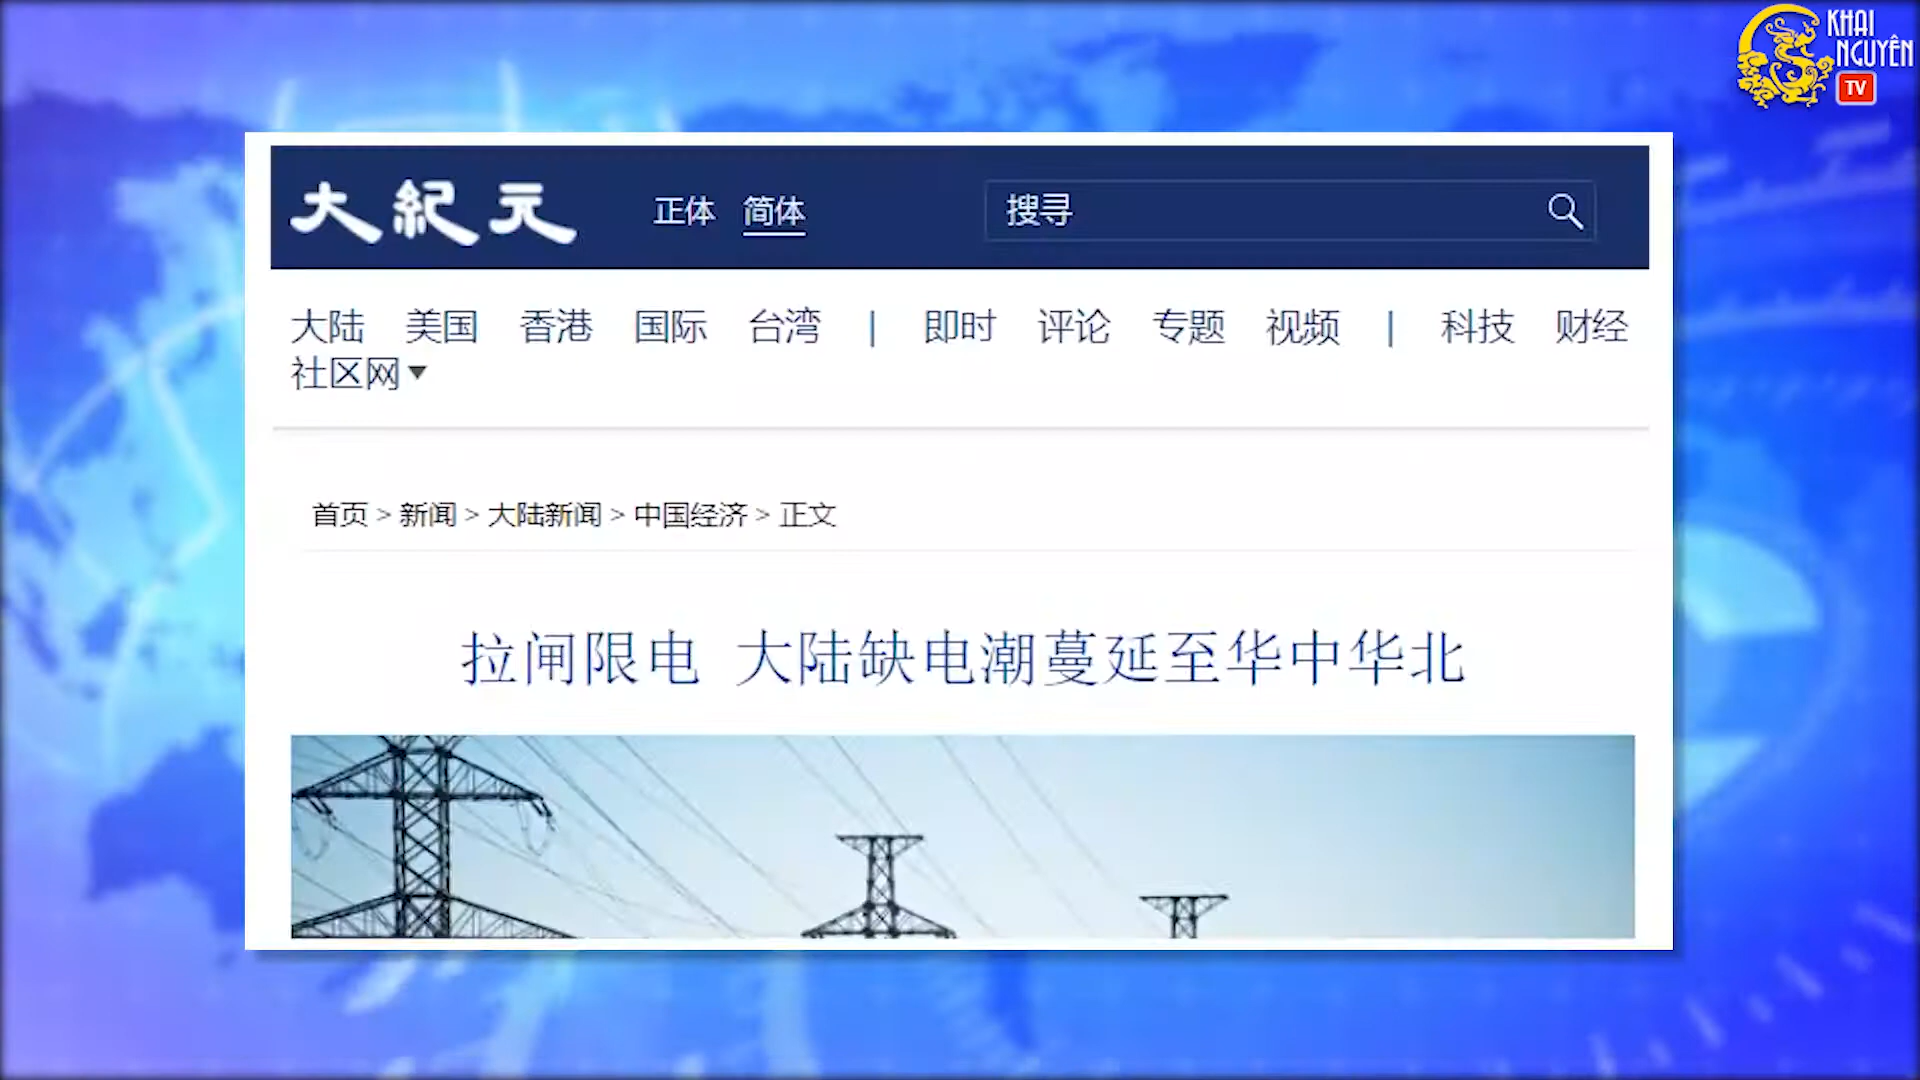 KHAI
NGUYÊN
TV
大紀元 正体 简体 搜寻
大陆 美国 香港 国际 台湾 | 即时 评论 专题 视频 | 科技 财经
社区网▼
首页 > 新闻 > 大陆新闻 > 中国经济 > 正文
拉闸限电 大陆缺电潮蔓延至华中华北